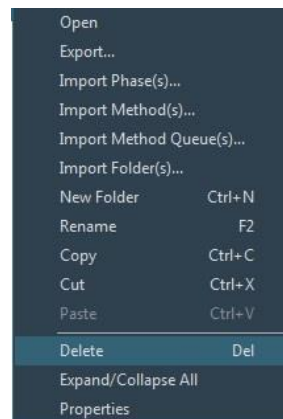 Open
Export...
Import Phase(s)...
Import Method(s)...
Import Method Queue(s)...
Import Folder(s)...
New Folder Ctrl+N
Rename F2
Copy Ctrl+C
Cut Ctrl+X
Paste Ctrl+V
Delete Del
Expand/Collapse All
Properties